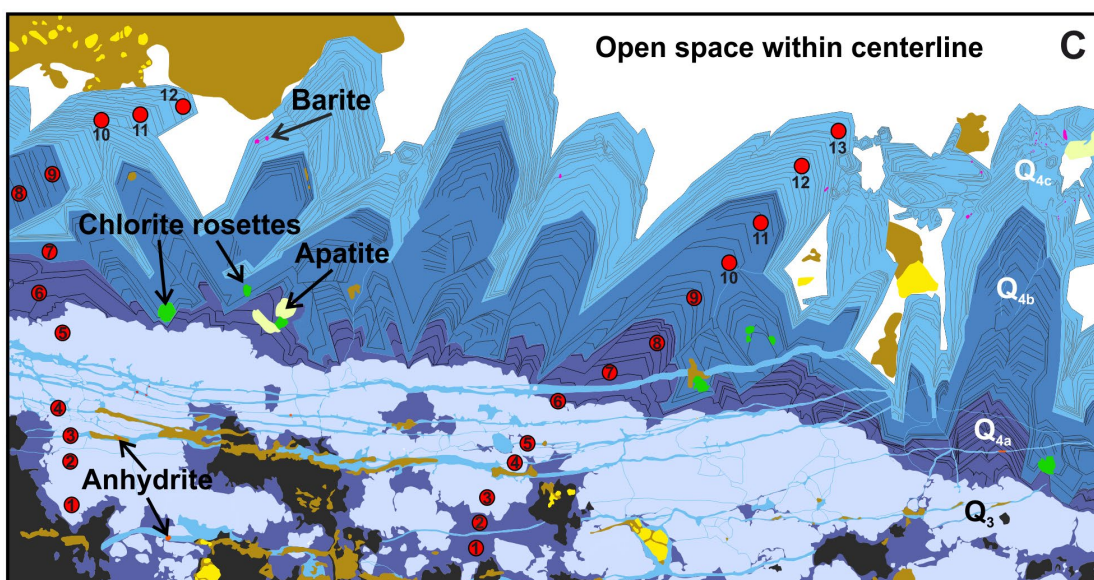 Open space within centerline
C
Barite
12
10
11
13
12
9
8
Chlorite rosettes
Q4c
11
7
Apatite
10
6
9
Q4b
5
8
7
4
6
3
5
Q4a
2
4
Anhydrite
1
3
Q3
2
1